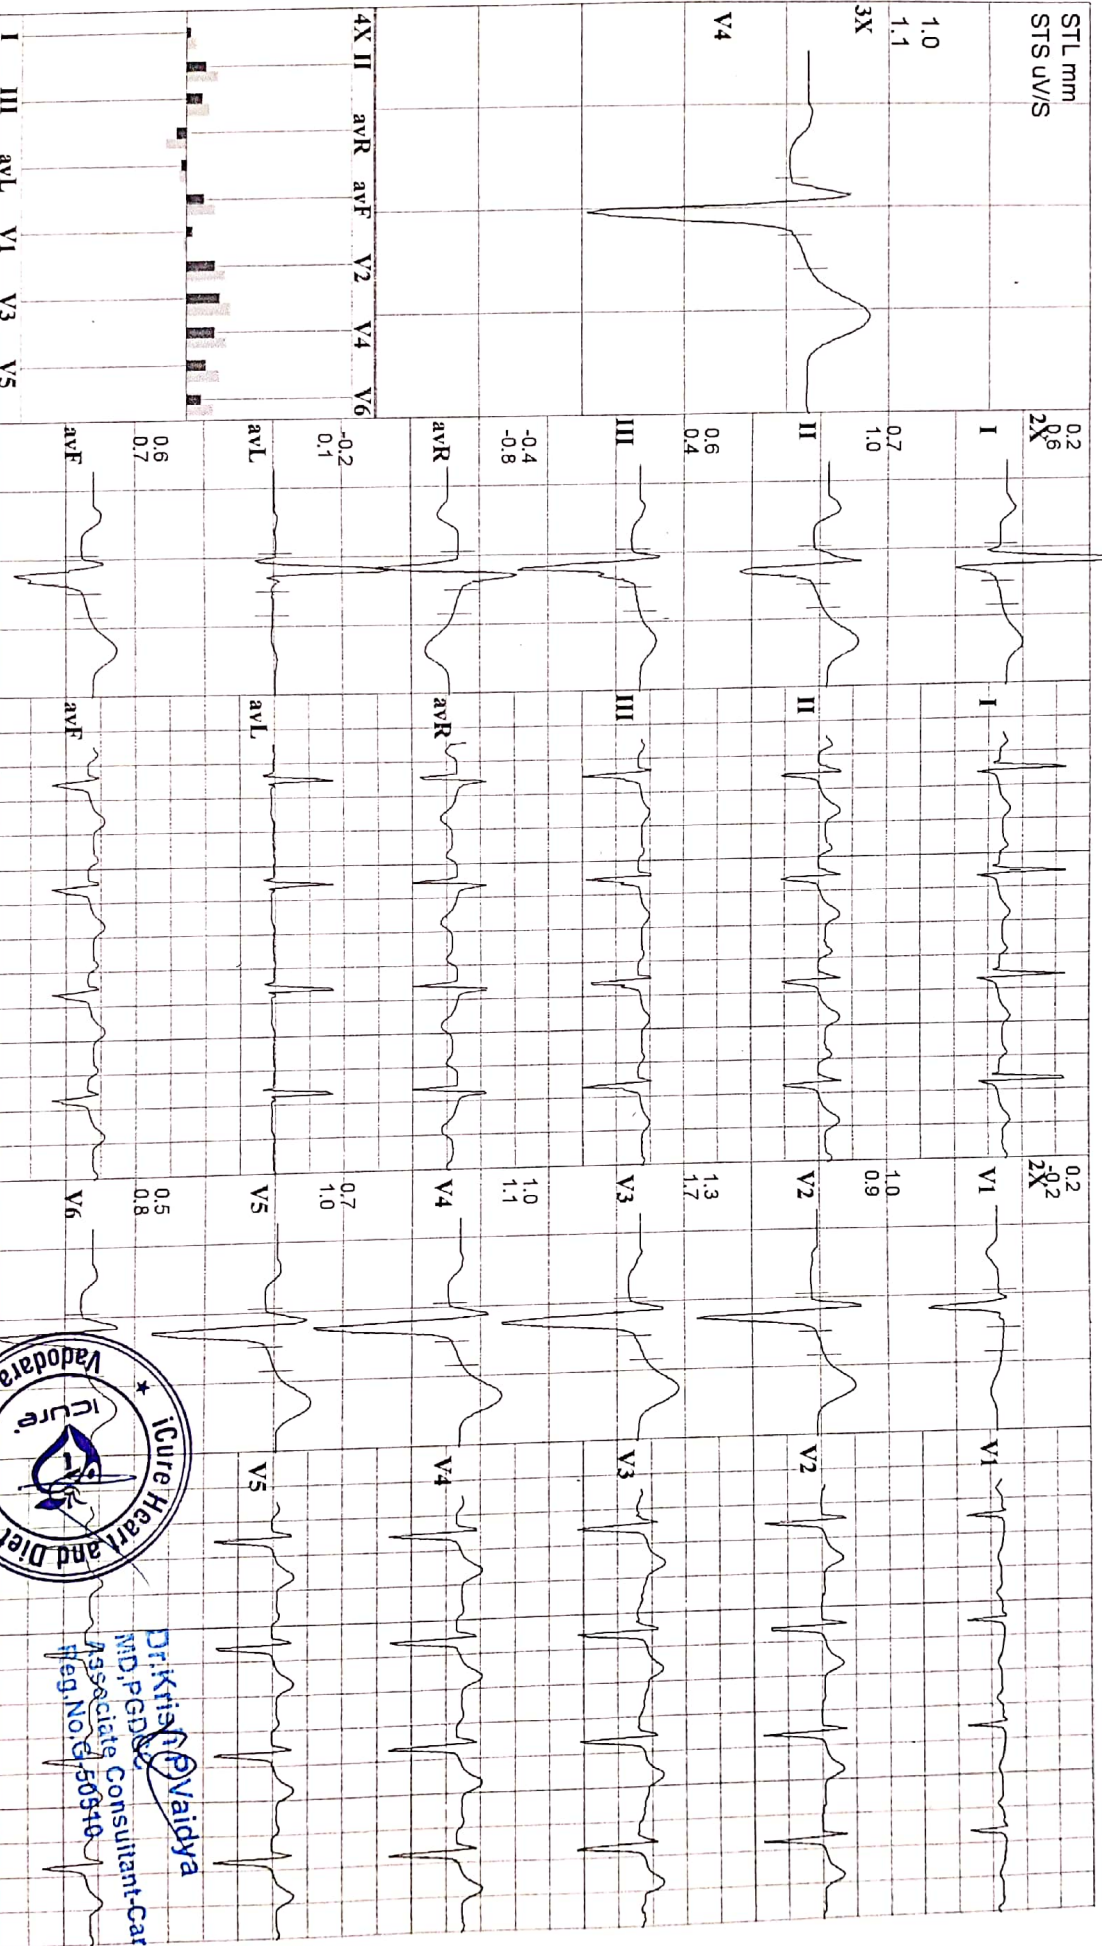 STL mm
STS uV/S
1.0
1.1
3X
V4
4X II avR avF V2 V4 V6
I III avL V1 V3 V5
0.2
0.6
2X
I
0.7
1.0
II
0.6
0.4
III
-0.4
-0.8
avR
-0.2
0.1
avL
0.6
0.7
avF
I
II
III
avR
avL
avF
0.2
-0.2
2X
V1
1.0
0.9
V2
1.3
1.7
V3
1.0
1.1
V4
0.7
1.0
V5
0.5
0.8
V6
V1
V2
V3
V4
V5
★ iCure Heart and Diet
Vadodara
iCure
Dr.Krish P Vaidya
MD,PGDCC
Associate Consultant-Car
Reg.No.G-50510